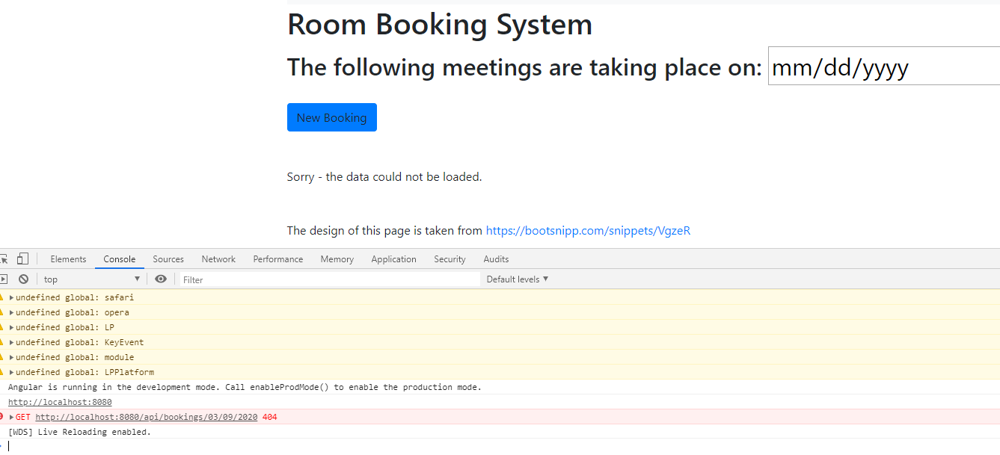 Room Booking System
The following meetings are taking place on: mm/dd/yyyy
New Booking
Sorry - the data could not be loaded.
The design of this page is taken from https://bootsnipp.com/snippets/VgzeR
Elements Console Sources Network Performance Memory Application Security Audits
top Filter Default levels
undefined global: safari
undefined global: opera
undefined global: LP
undefined global: KeyEvent
undefined global: module
undefined global: LPPlatform
Angular is running in the development mode. Call enableProdMode() to enable the production mode.
http://localhost:8080
GET http://localhost:8080/api/bookings/03/09/2020 404
[WDS] Live Reloading enabled.